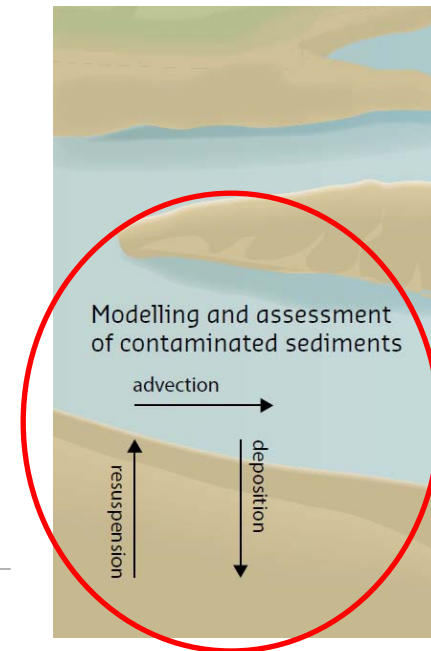 Modelling and assessment
of contaminated sediments
advection
resuspension
deposition